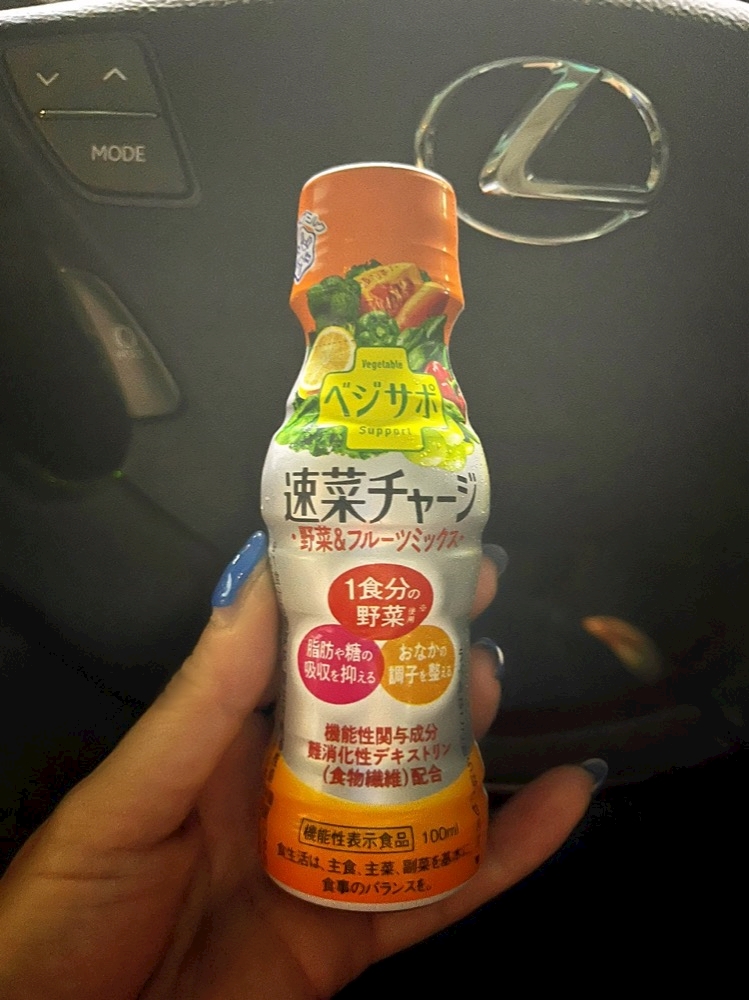 MODE
Vegetable
ベジサポ
Support
速菜チャージ
・野菜&フルーツミックス・
1食分の
野菜使用※
脂肪や糖の
吸収を抑える
おなかの
調子を整える
機能性関与成分
難消化性デキストリン
(食物繊維)配合
機能性表示食品 100ml
食生活は、主食、主菜、副菜を基本に、
食事のバランスを。